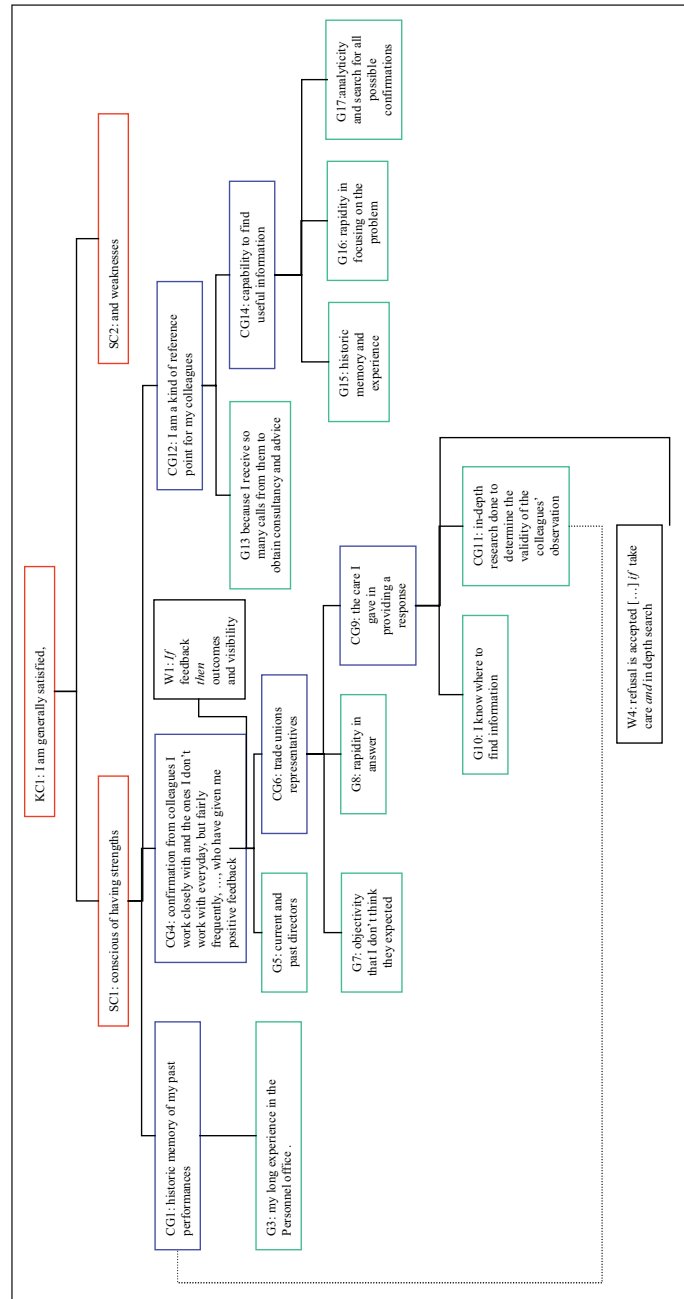 KC1: I am generally satisfied,
SC1: conscious of having strengths
SC2: and weaknesses
CG1: historic memory of my past
performances
CG4: confirmation from colleagues I
work closely with and the ones I don't
work with everyday, but fairly
frequently, …, who have given me
positive feedback
W1: If
feedback
then
outcomes
and visibility
CG12: I am a kind of reference
point for my colleagues
G3: my long experience in the
Personnel office .
G5: current and
past directors
CG6: trade unions
representatives
G13 because I receive so
many calls from them to
obtain consultancy and advice
CG14: capability to find
useful information
G7: objectivity
that I don't think
they expected
G8: rapidity in
answer
CG9: the care I
gave in
providing a
response
G15: historic
memory and
experience
G16: rapidity in
focusing on the
problem
G17:analyticity
and search for all
possible
confirmations
G10: I know where to
find information
CG11: in-depth
research done to
determine the
validity of the
colleagues'
observation
W4: refusal is accepted […] if take
care and in depth search